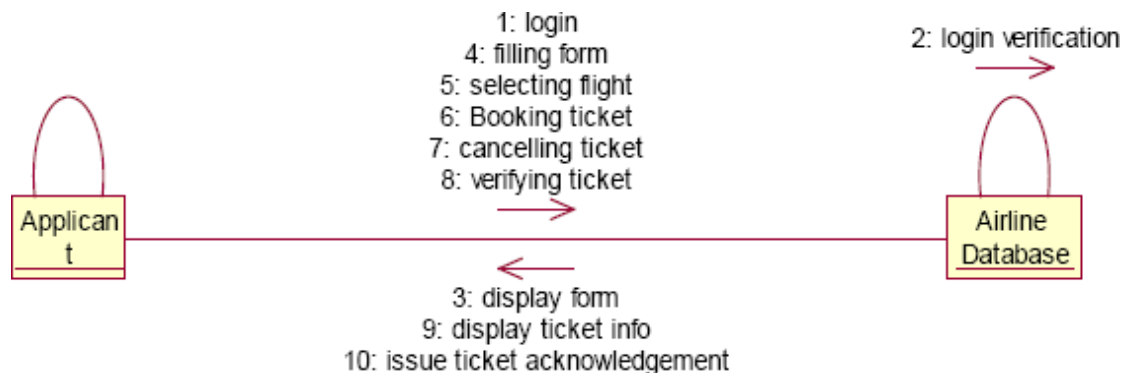 1: login
4: filling form
5: selecting flight
6: Booking ticket
7: cancelling ticket
8: verifying ticket
2: login verification
Applican
t
Airline
Database
3: display form
9: display ticket info
10: issue ticket acknowledgement